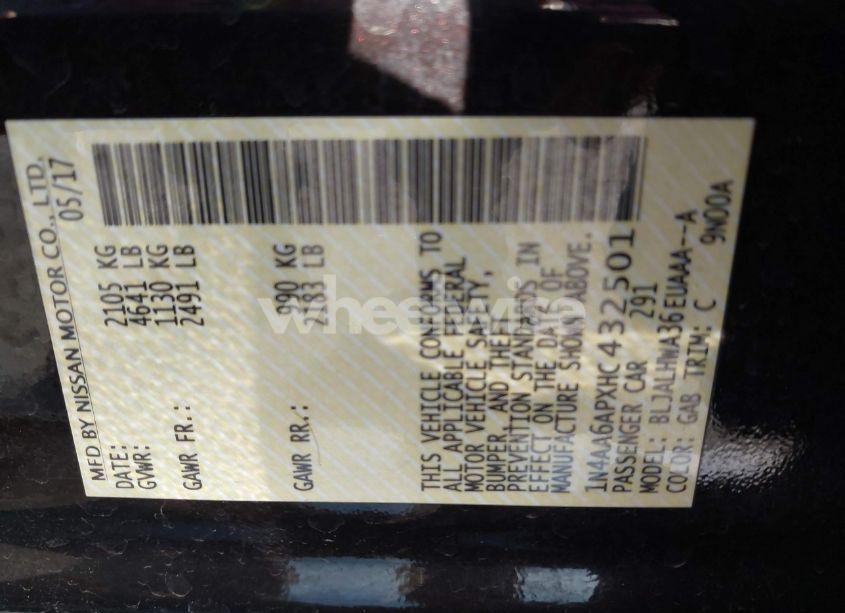 MFD BY NISSAN MOTOR CO., LTD.
DATE: 05/17
GVWR: 2105 KG
4641 LB
GAWR FR.: 1130 KG
2491 LB
GAWR RR.: 990 KG
2183 LB
THIS VEHICLE CONFORMS TO
ALL APPLICABLE FEDERAL
MOTOR VEHICLE SAFETY,
BUMPER, AND THEFT
PREVENTION STANDARDS IN
EFFECT ON THE DATE OF
MANUFACTURE SHOWN ABOVE.
1N4AA6APXHC432501
PASSENGER CAR 291
MODEL: BLJALHWA36EUAAA--A
COLOR: GAB TRIM: C 9N00A
wheelwise